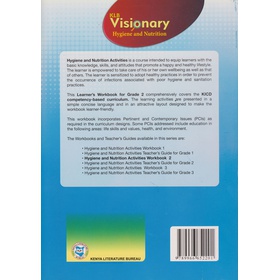 KLB
Visionary
Hygiene and Nutrition
Hygiene and Nutrition Activities is a course intended to equip learners with
the basic knowledge, skills, and attitudes that promote a happy and healthy lifestyle.
The learner is empowered to take care of his or her own wellbeing as well as that
of others. The learner is sensitized to adopt healthy practices in order to prevent
the occurrence of infections associated with poor hygiene and sanitation
practices.
This Learner's Workbook for Grade 2 comprehensively covers the KICD
competency-based curriculum. The learning activities are presented in a
simple concise language and in an attractive approach designed to make the
workbook learner friendly.
This workbook incorporates Pertinent and Contemporary Issues (PCIs) as
required in the curriculum designs. Some PCIs addressed include education in
the following areas: life skills and values, health, and environment.
The Workbooks and Teacher's Guides available in this series are:
• Hygiene and Nutrition Activities Workbook 1
• Hygiene and Nutrition Activities Teacher's Guide for Grade 1
• Hygiene and Nutrition Activities Workbook 2
• Hygiene and Nutrition Activities Teacher's Guide for Grade 2
• Hygiene and Nutrition Activities Workbook 3
• Hygiene and Nutrition Activities Teacher's Guide for Grade 3
KENYA LITERATURE BUREAU